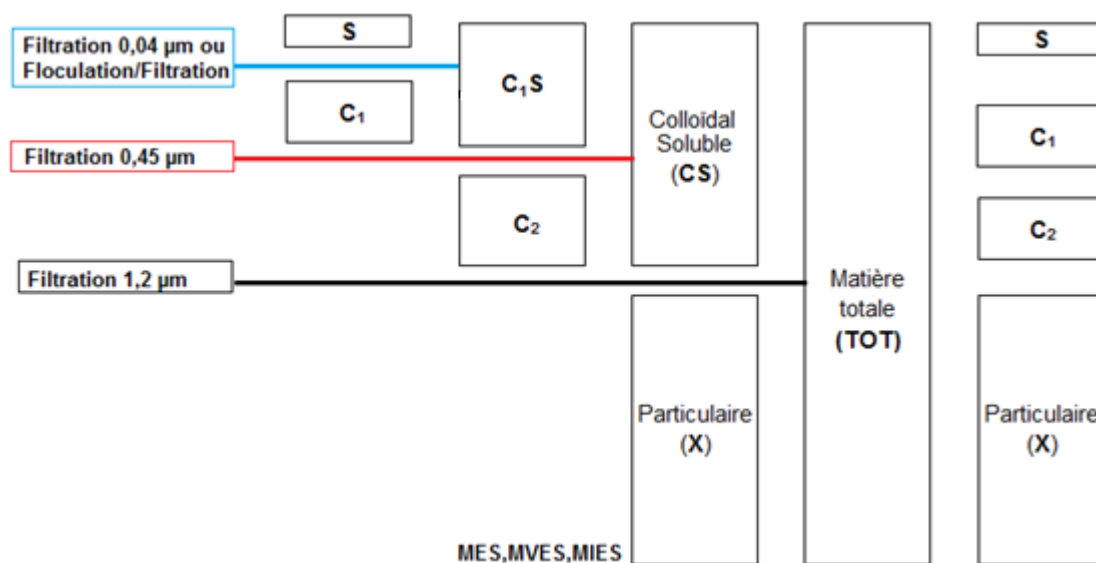 Filtration 0,04 µm ou
Floculation/Filtration
S
C₁S
C₁
Filtration 0,45 µm
Colloïdal
Soluble
(CS)
C₂
Filtration 1,2 µm
Matière
totale
(TOT)
Particulaire
(X)
MES,MVES,MIES
S
C₁
C₂
Particulaire
(X)